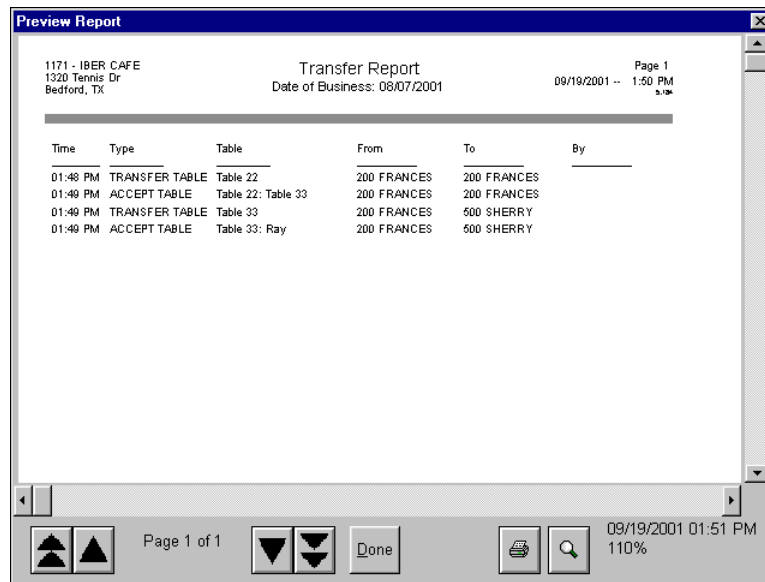 Preview Report
1171 - IBER CAFE
1320 Tennis Dr
Bedford, TX
Transfer Report
Date of Business: 08/07/2001
Page 1
09/19/2001 -- 1:50 PM
Time Type Table From To By
01:48 PM TRANSFER TABLE Table 22 200 FRANCES 200 FRANCES
01:49 PM ACCEPT TABLE Table 22: Table 33 200 FRANCES 200 FRANCES
01:49 PM TRANSFER TABLE Table 33 200 FRANCES 500 SHERRY
01:49 PM ACCEPT TABLE Table 33: Ray 200 FRANCES 500 SHERRY
Page 1 of 1
Done
09/19/2001 01:51 PM
110%